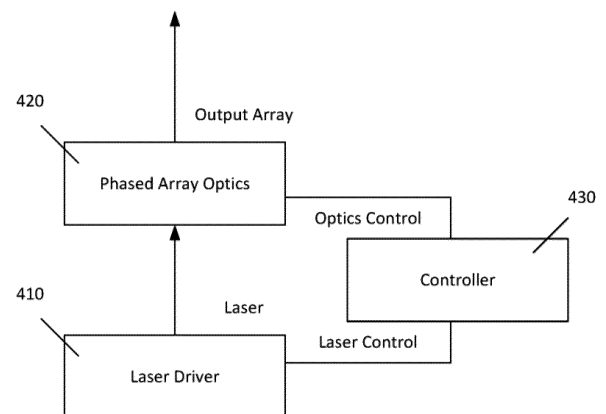 420
Output Array
Phased Array Optics
Optics Control
430
Controller
410
Laser
Laser Control
Laser Driver